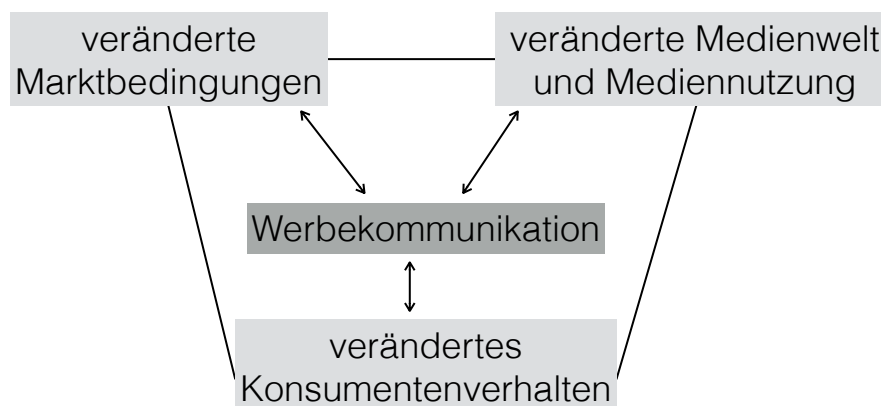 veränderte
Marktbedingungen
veränderte Medienwelt
und Mediennutzung
Werbekommunikation
verändertes
Konsumentenverhalten